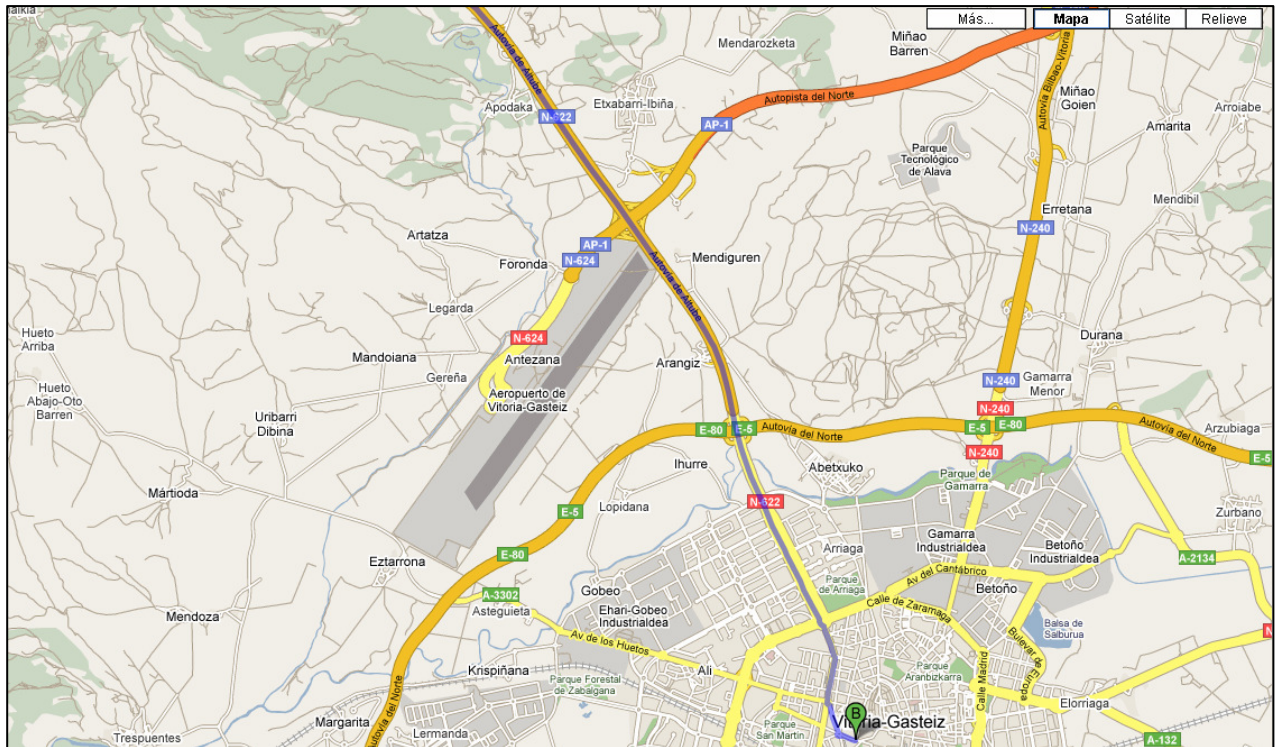 Más...
Mapa
Satélite
Relieve
Mendarozketa
Miñao
Barren
Autovía de Altube
Autopista del Norte
Autovía Bilbao-Vitoria
Miñao
Goien
Arroiabe
Apodaka
Etxabarri-Ibiña
N-622
AP-1
Amarita
Parque
Tecnológico
de Alava
Mendibil
Erretana
N-240
Artatza
AP-1
N-624
Foronda
Mendiguren
Autovía de Altube
Legarda
N-624
Durana
Hueto
Arriba
Mandoiana
Antezana
Arangiz
Gereña
Aeropuerto de
Vitoria-Gasteiz
N-240
Gamarra
Menor
Hueto
Abajo-Oto
Barren
Uribarri
Dibina
N-240
E-80
E-5
Autovía del Norte
E-5
E-80
Autovía del Norte
Arzubiaga
E-5
N-240
Ihurre
Abetxuko
Parque de
Gamarra
Mártioda
Lopidana
N-622
E-5
Zurbano
Gamarra
Industrialdea
Betoño
Industrialdea
Arriaga
E-80
Eztarrona
A-2134
Av del Cantábrico
Parque
de Arriaga
Gobeo
Betoño
A-3302
Asteguieta
Calle de Zaramaga
Mendoza
Ehari-Gobeo
Industrialdea
Balsa de
Salburua
Av de los Huetos
Bulevar de Europa
Krispiñana
Ali
Parque
Aranbizkarra
Calle Madrid
Parque Forestal
de Zabalgana
Elorriaga
Margarita
Autovía del Norte
Lermanda
Trespuentes
Parque
San Martin
B
Vitoria-Gasteiz
A-132